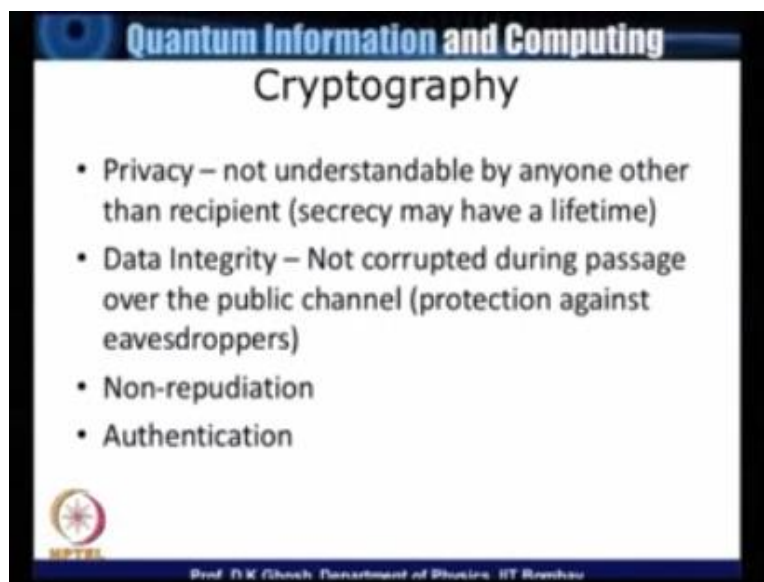 Quantum Information and Computing
Cryptography
• Privacy – not understandable by anyone other
than recipient (secrecy may have a lifetime)
• Data Integrity – Not corrupted during passage
over the public channel (protection against
eavesdroppers)
• Non-repudiation
• Authentication
NPTEL
Prof. D.K Ghosh, Department of Physics, IIT Bombay